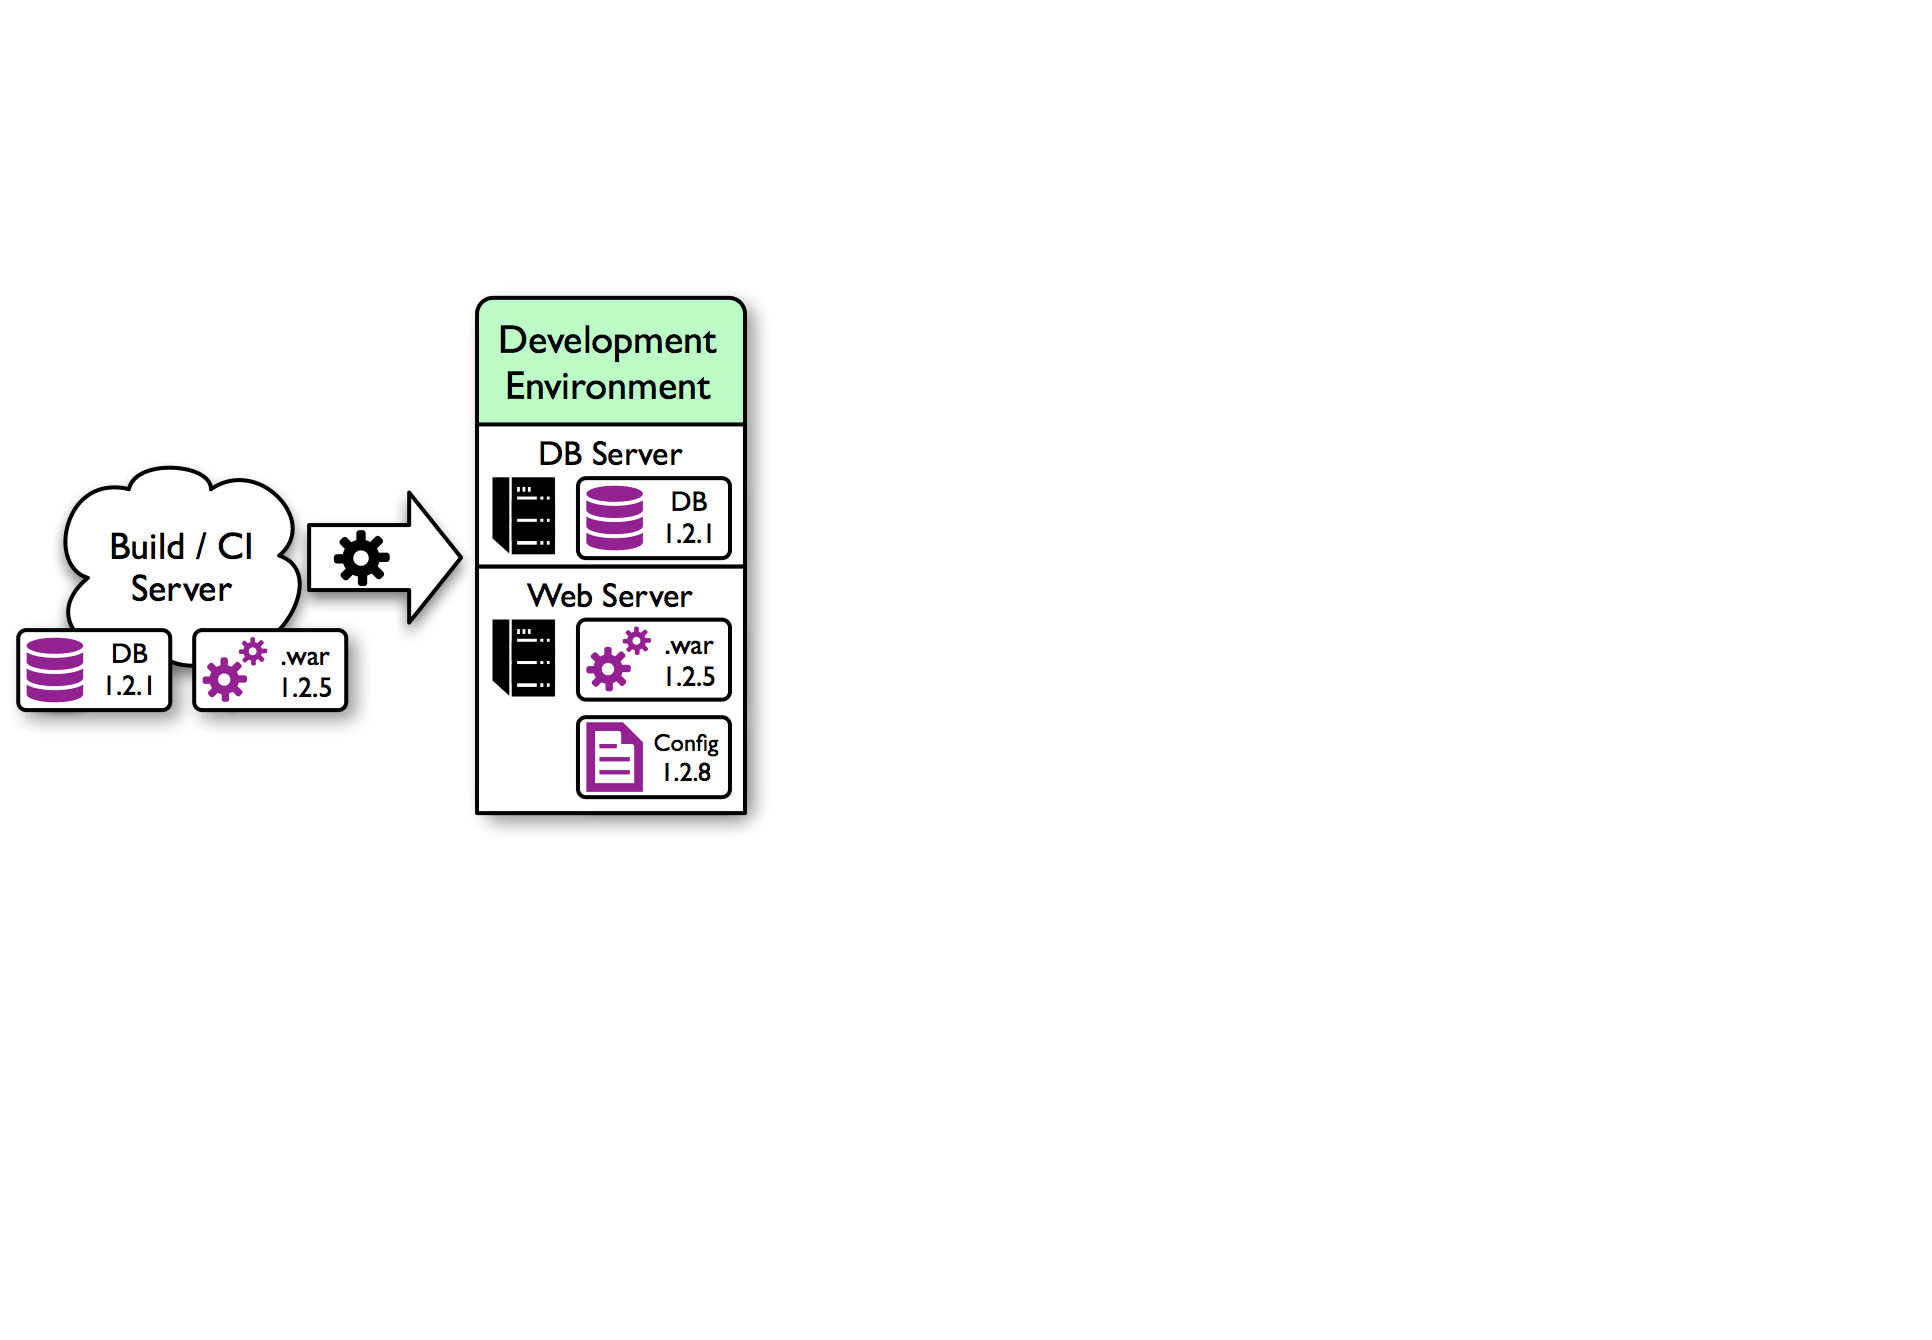 Build / CI
Server
DB
1.2.1
.war
1.2.5
Development
Environment
DB Server
DB
1.2.1
Web Server
.war
1.2.5
Config
1.2.8